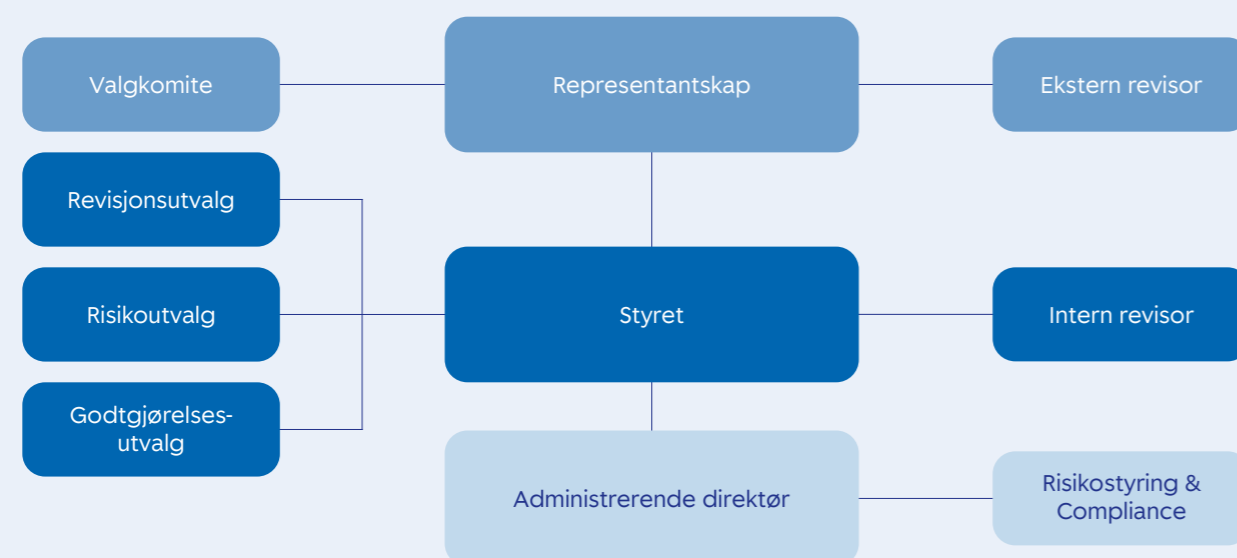 Valgkomite
Representantskap
Ekstern revisor
Revisjonsutvalg
Risikoutvalg
Styret
Intern revisor
Godtgjørelses-
utvalg
Administrerende direktør
Risikostyring &
Compliance